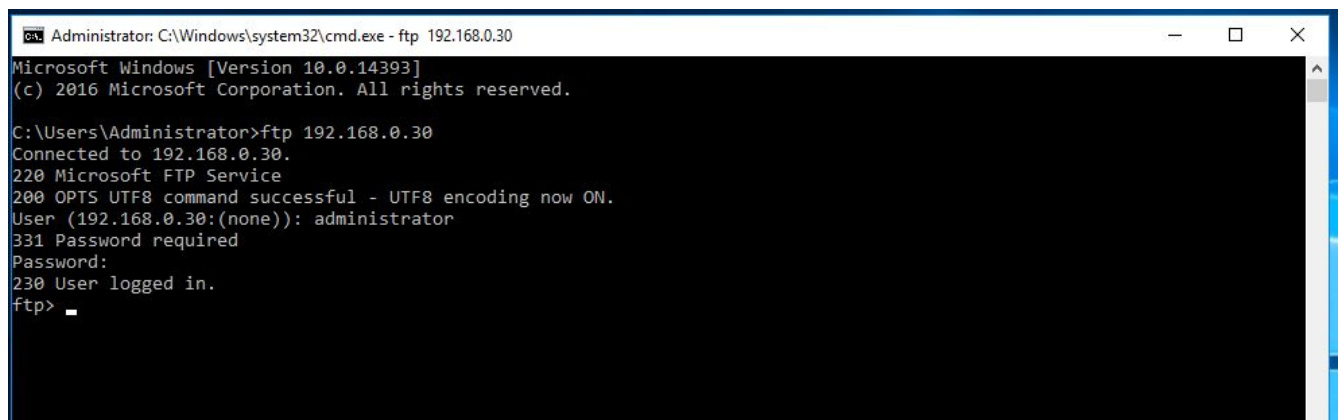 Administrator: C:\Windows\system32\cmd.exe - ftp 192.168.0.30
Microsoft Windows [Version 10.0.14393]
(c) 2016 Microsoft Corporation. All rights reserved.
C:\Users\Administrator>ftp 192.168.0.30
Connected to 192.168.0.30.
220 Microsoft FTP Service
200 OPTS UTF8 command successful - UTF8 encoding now ON.
User (192.168.0.30:(none)): administrator
331 Password required
Password:
230 User logged in.
ftp>